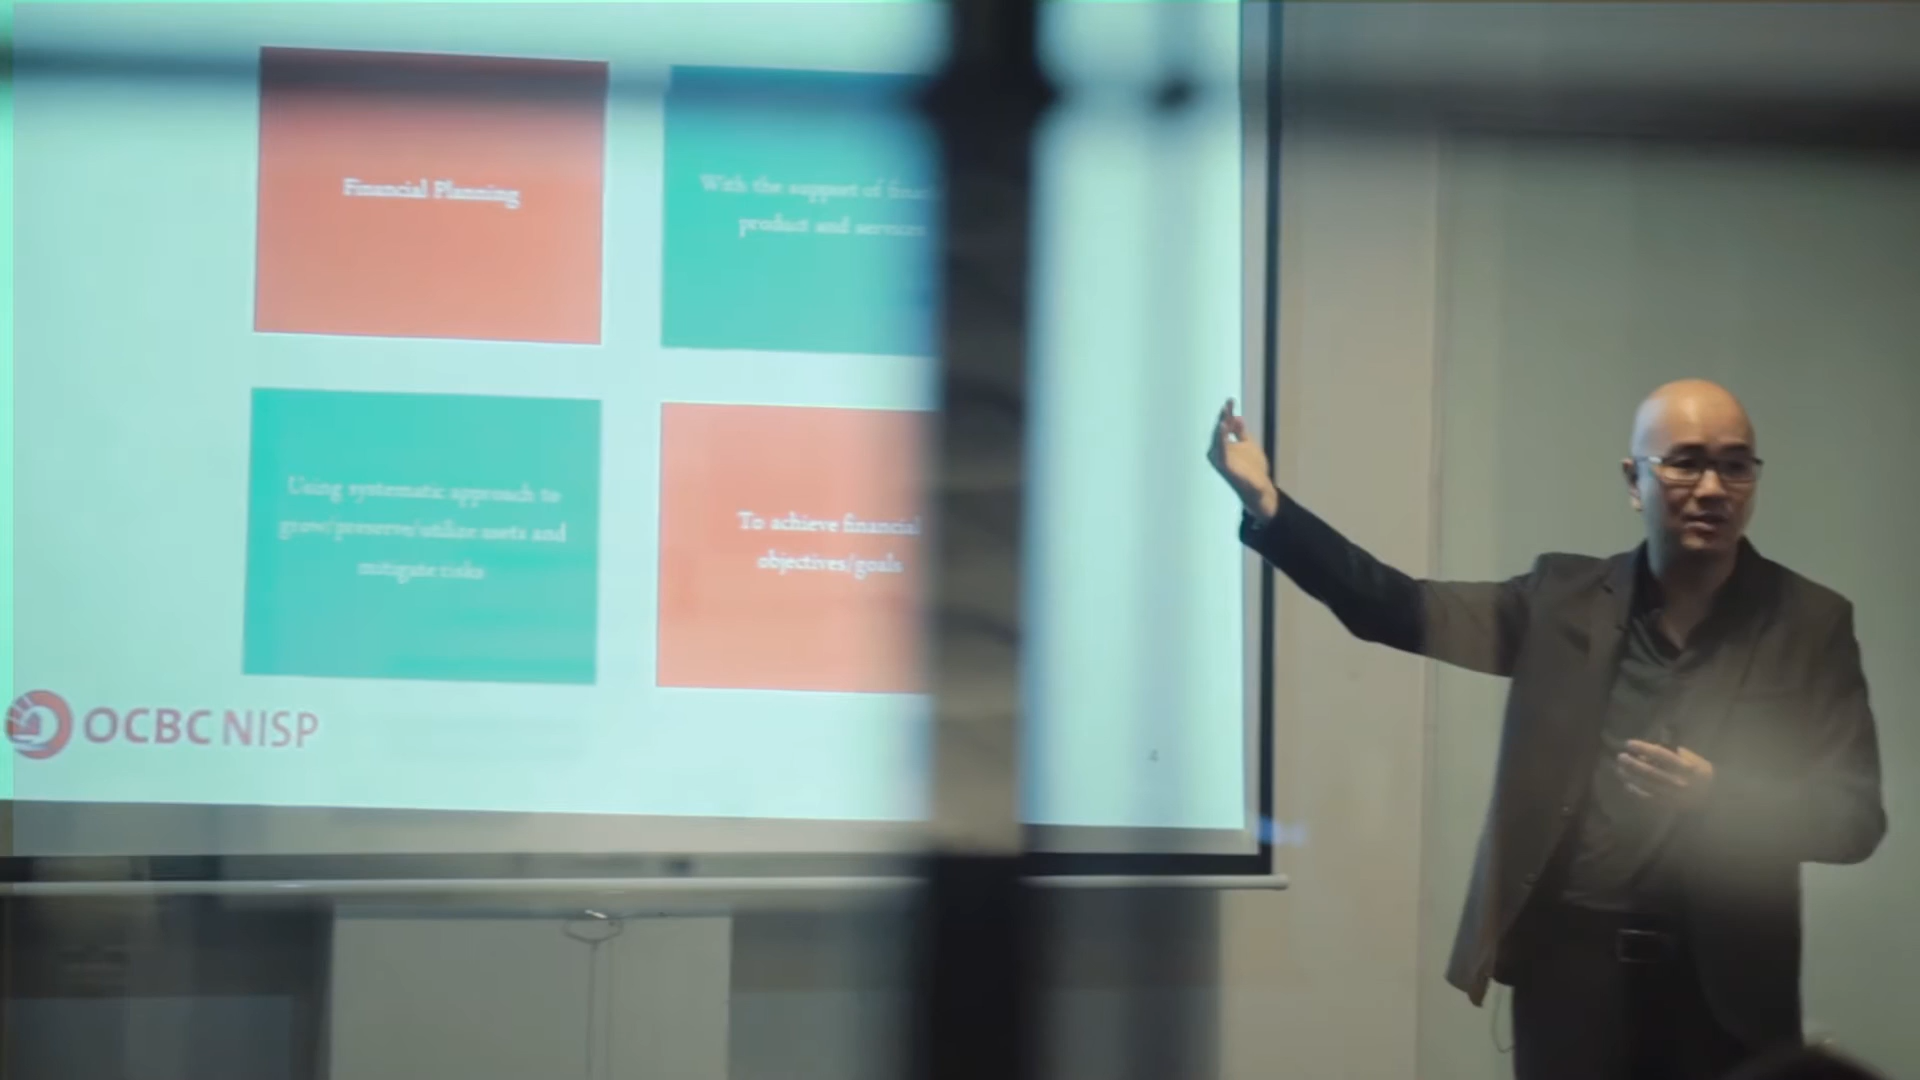 Financial Planning
With the support of
product and services
Using systematic approach to
grow/preserve/utilize assets and
mitigate risks
To achieve financial
objectives/goals
OCBC NISP
4